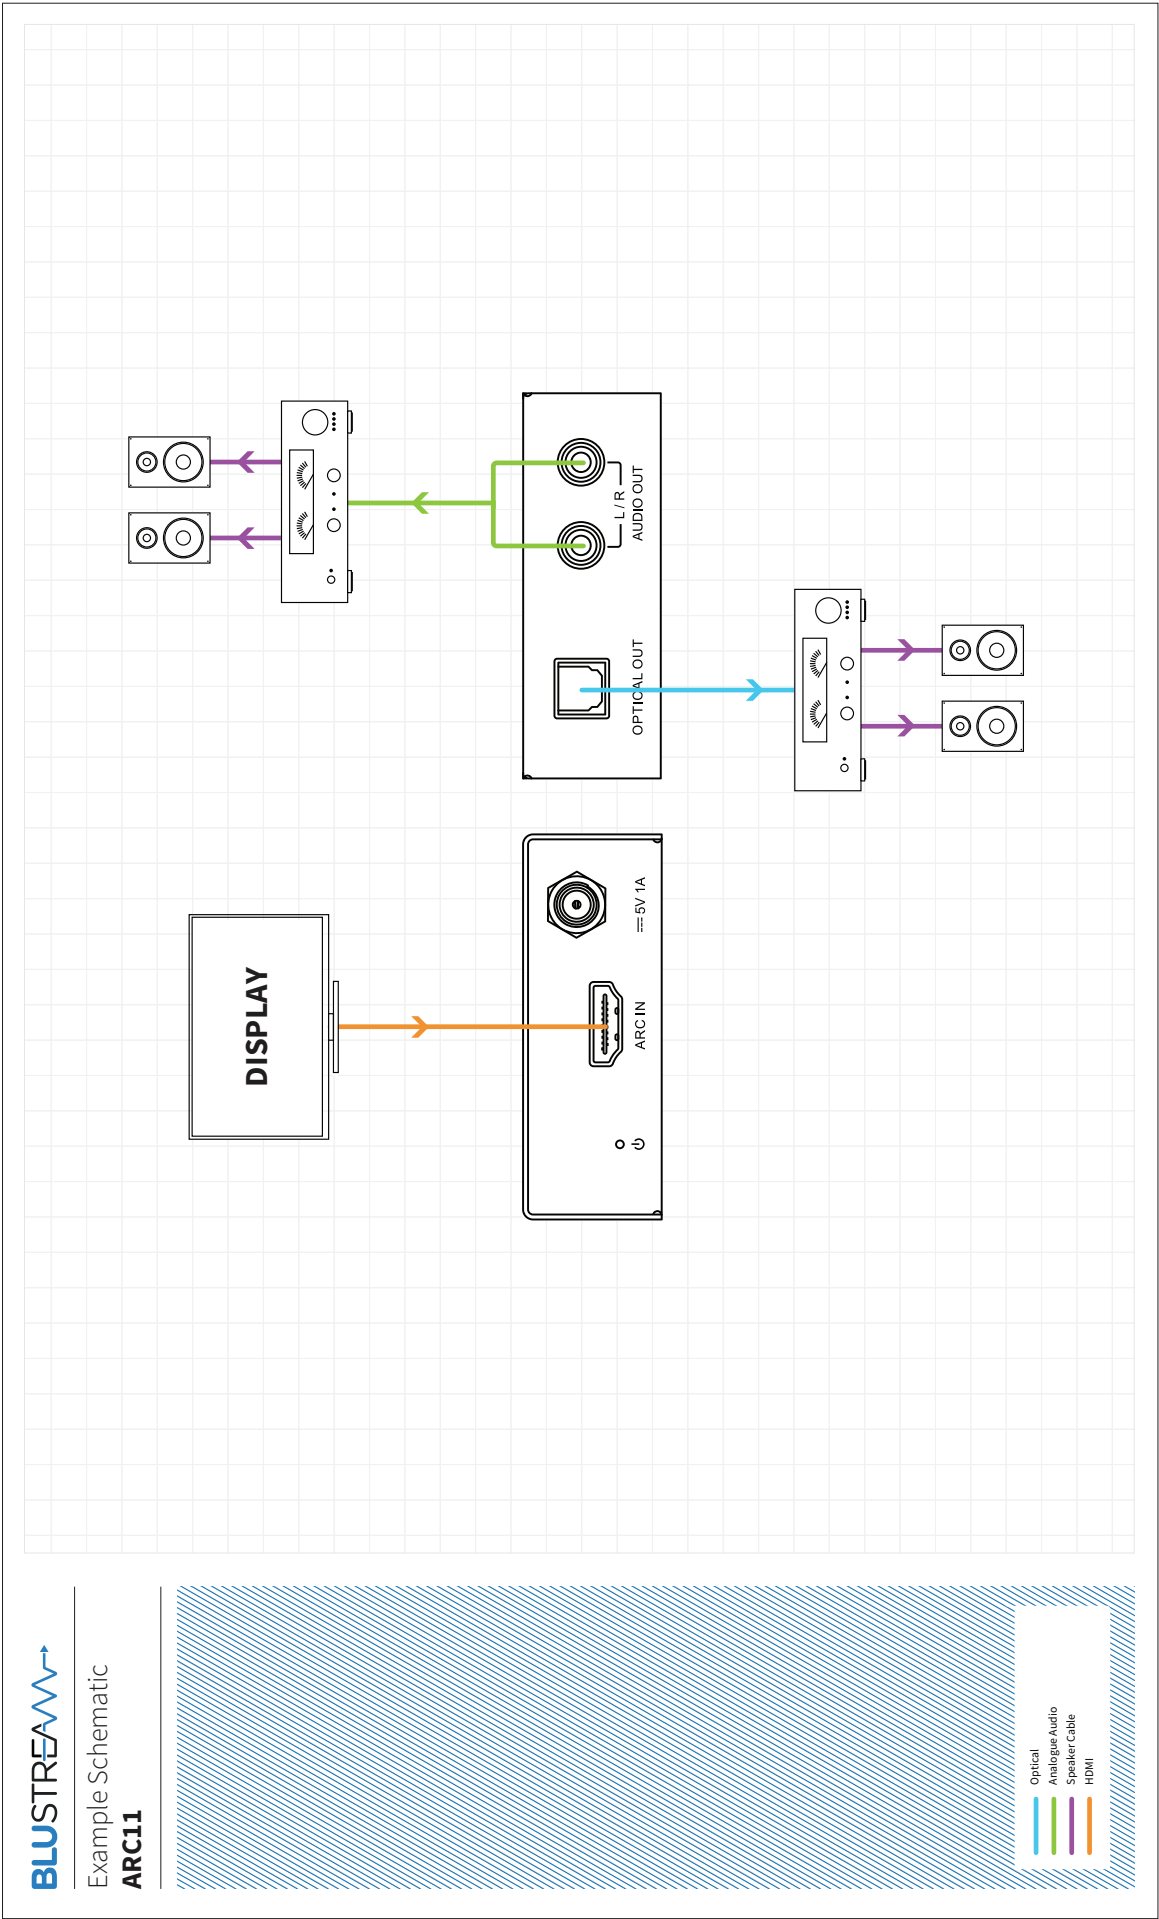 BLUSTREAM
Example Schematic
ARC11
Optical
Analogue Audio
Speaker Cable
HDMI
DISPLAY
ARC IN
⎓ 5V 1A
OPTICAL OUT
L / R
AUDIO OUT